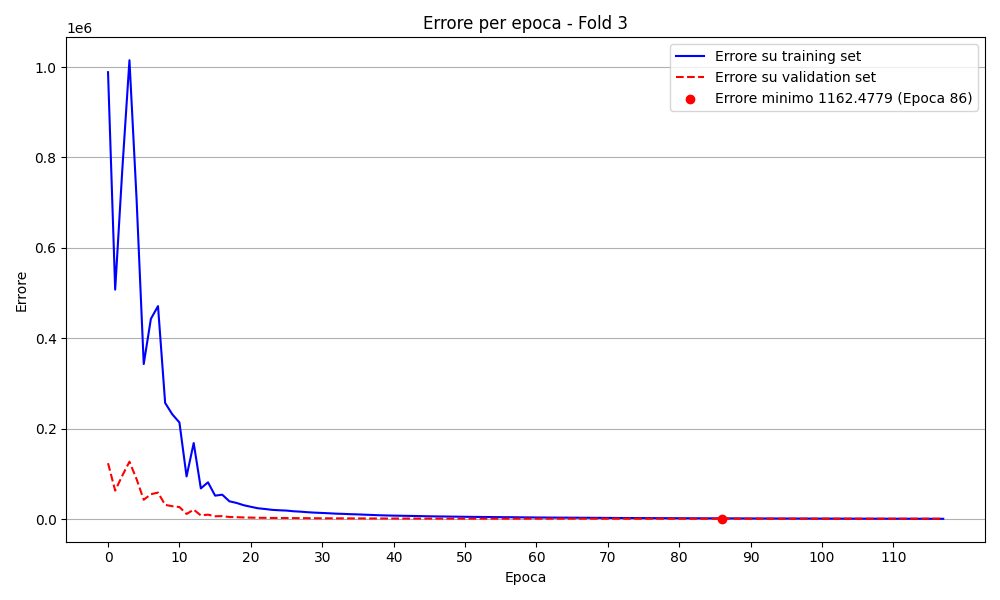 Errore per epoca - Fold 3
1e6
1.0
0.8
0.6
0.4
0.2
0.0
Errore
Errore su training set
Errore su validation set
Errore minimo 1162.4779 (Epoca 86)
0 10 20 30 40 50 60 70 80 90 100 110
Epoca